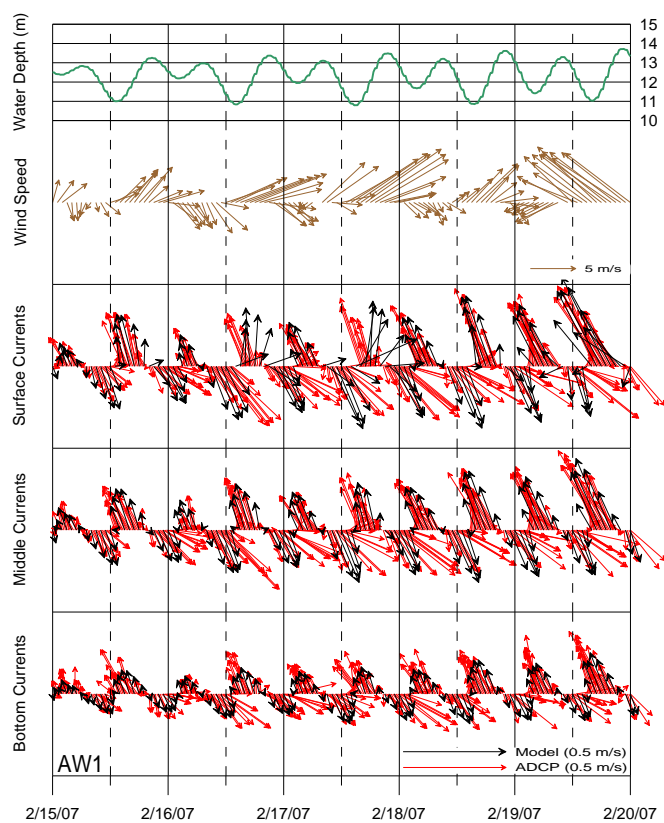 Water Depth (m)
15
14
13
12
11
10
Wind Speed
5 m/s
Surface Currents
Middle Currents
Bottom Currents
Model (0.5 m/s)
ADCP (0.5 m/s)
AW1
2/15/07 2/16/07 2/17/07 2/18/07 2/19/07 2/20/07